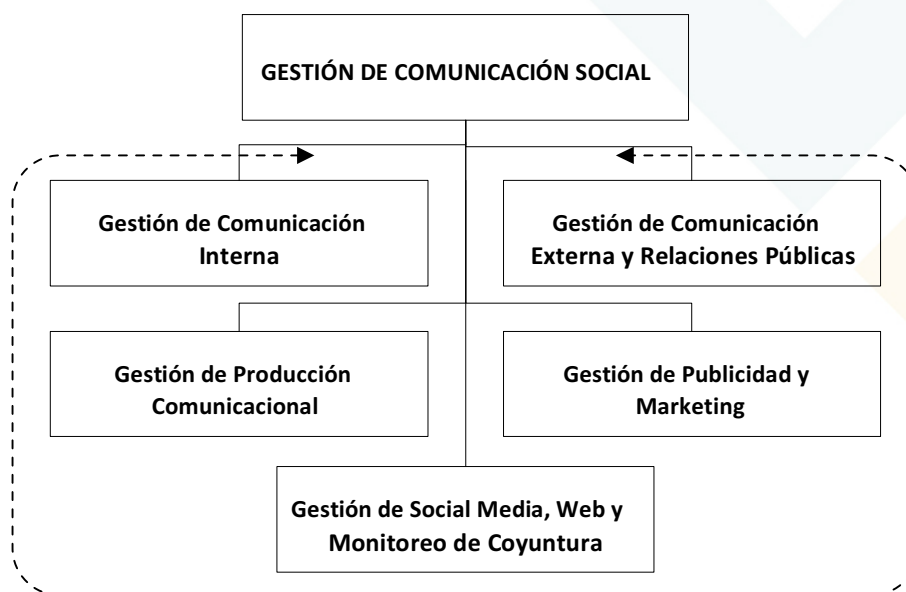 GESTIÓN DE COMUNICACIÓN SOCIAL
Gestión de Comunicación
Interna
Gestión de Comunicación
Externa y Relaciones Públicas
Gestión de Producción
Comunicacional
Gestión de Publicidad y
Marketing
Gestión de Social Media, Web y
Monitoreo de Coyuntura